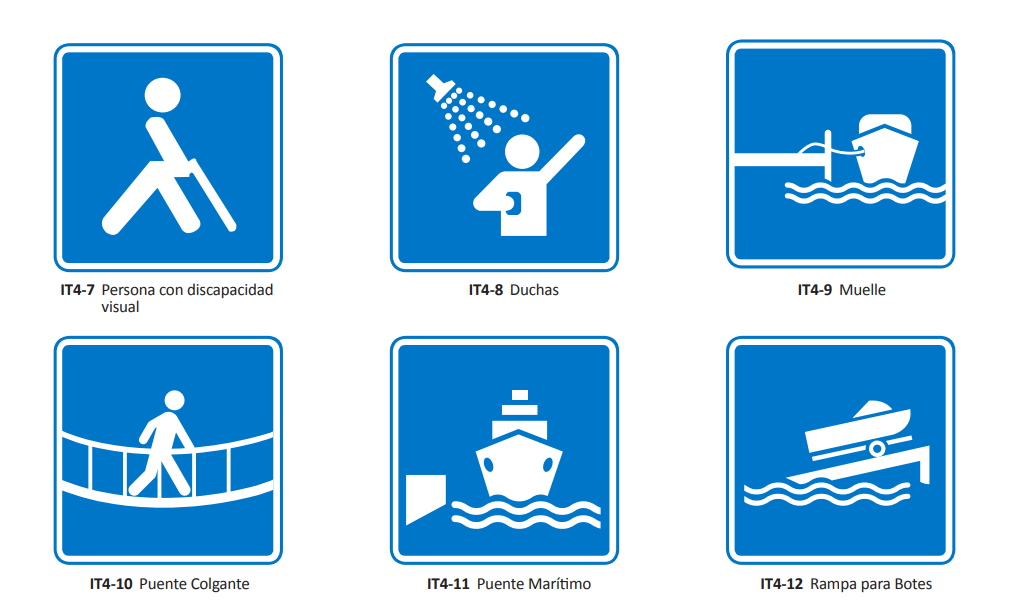 IT4-7 Persona con discapacidad
visual
IT4-8 Duchas
IT4-9 Muelle
IT4-10 Puente Colgante
IT4-11 Puente Marítimo
IT4-12 Rampa para Botes